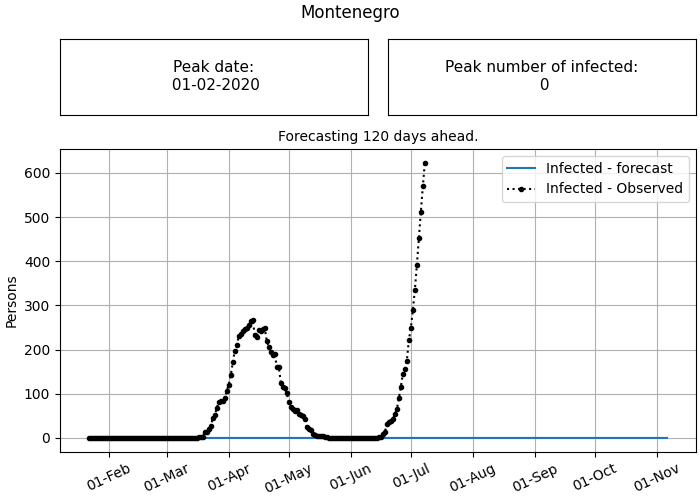 Montenegro
Peak date:
01-02-2020
Peak number of infected:
0
Forecasting 120 days ahead.
Infected - forecast
Infected - Observed
Persons
600
500
400
300
200
100
0
01-Feb
01-Mar
01-Apr
01-May
01-Jun
01-Jul
01-Aug
01-Sep
01-Oct
01-Nov